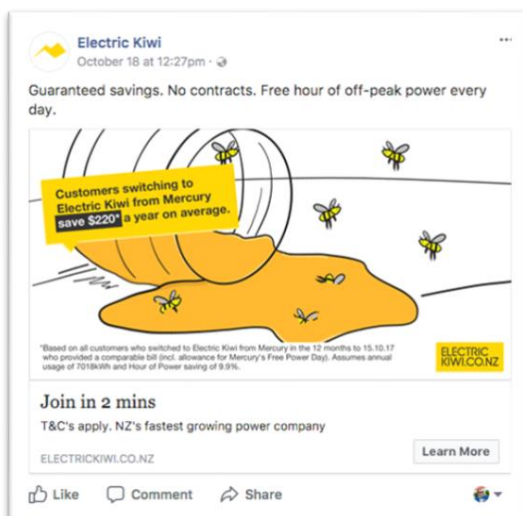 Electric Kiwi
October 18 at 12:27pm ·
Guaranteed savings. No contracts. Free hour of off-peak power every
day.
Customers switching to
Electric Kiwi from Mercury
save $220* a year on average.
*Based on all customers who switched to Electric Kiwi from Mercury in the 12 months to 15.10.17
who provided a comparable bill (incl. allowance for Mercury's Free Power Day). Assumes annual
usage of 7018kWh and Hour of Power saving of 9.9%.
ELECTRIC
KIWI.CO.NZ
Join in 2 mins
T&C's apply. NZ's fastest growing power company
ELECTRICKIWI.CO.NZ
Learn More
Like Comment Share